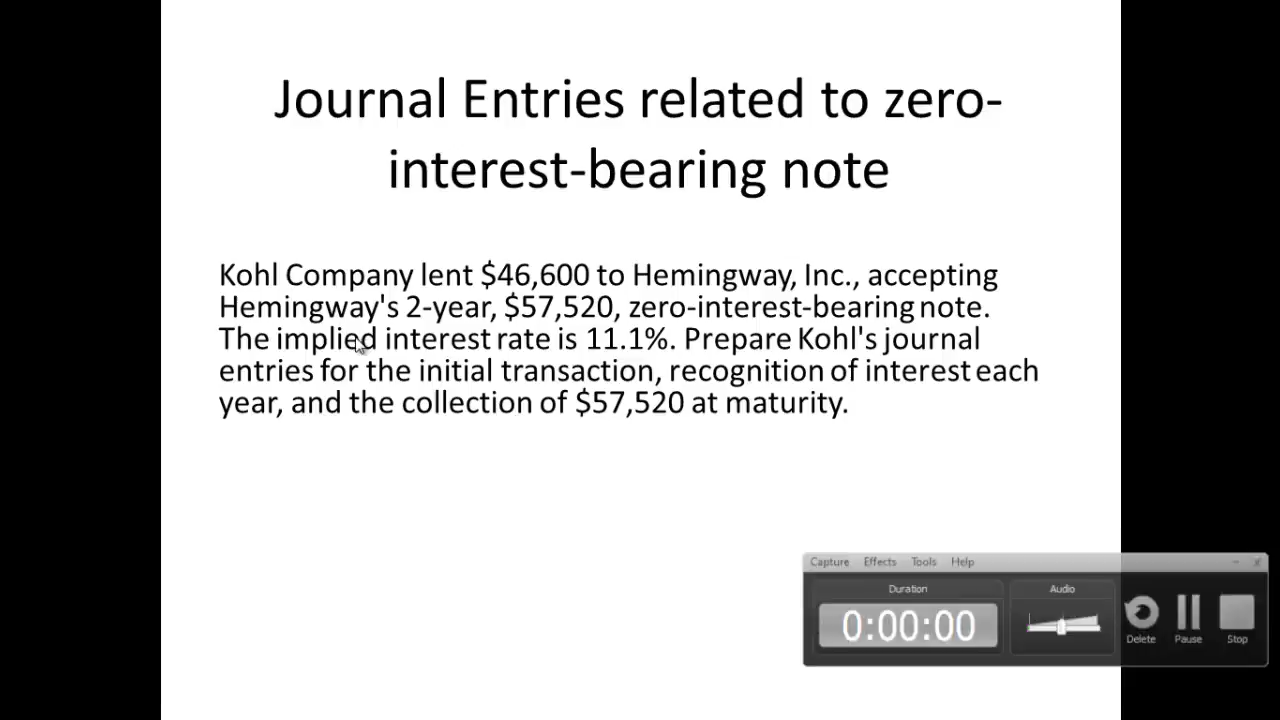 Journal Entries related to zero-
interest-bearing note
Kohl Company lent $46,600 to Hemingway, Inc., accepting
Hemingway's 2-year, $57,520, zero-interest-bearing note.
The implied interest rate is 11.1%. Prepare Kohl's journal
entries for the initial transaction, recognition of interest each
year, and the collection of $57,520 at maturity.
Capture Effects Tools Help
Duration Audio
0:00:00
Delete Pause Stop